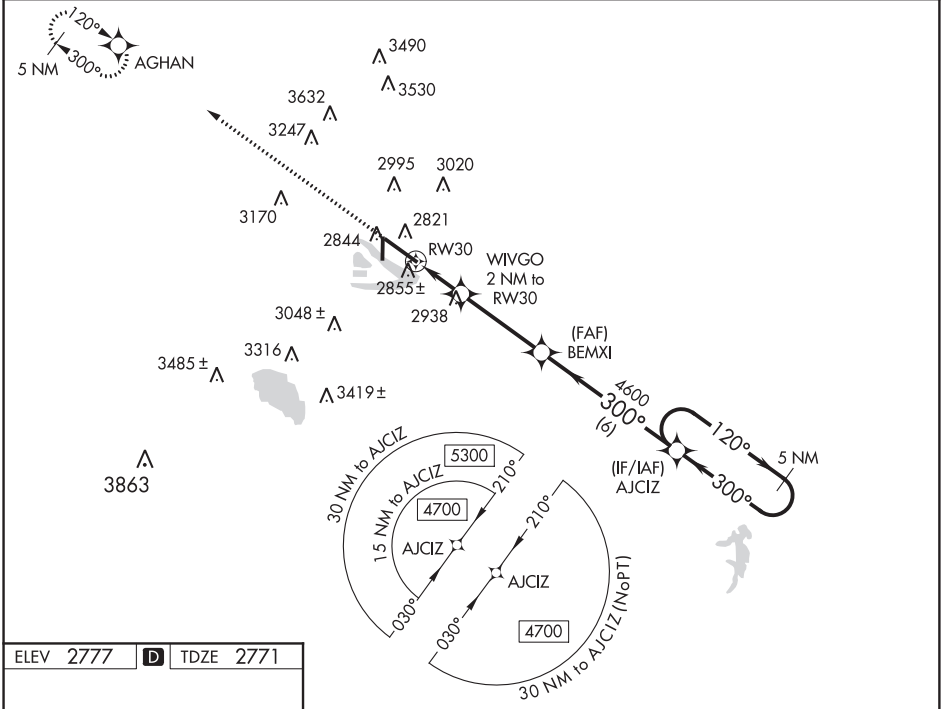 120°
300°
5 NM
AGHAN
3490
3530
3632
3247
2995
3020
3170
2821
2844
RW30
2855±
WIVGO
2 NM to
RW30
2938
3048±
(FAF)
BEMXI
3316
3485±
3419±
4600
300°
(6)
120°
5 NM
300°
(IF/IAF)
AJCIZ
3863
30 NM to AJCIZ
5300
210°
15 NM to AJCIZ
4700
AJCIZ
030°
210°
AJCIZ
030°
4700
30 NM to AJCIZ (NoPT)
ELEV 2777 D TDZE 2771